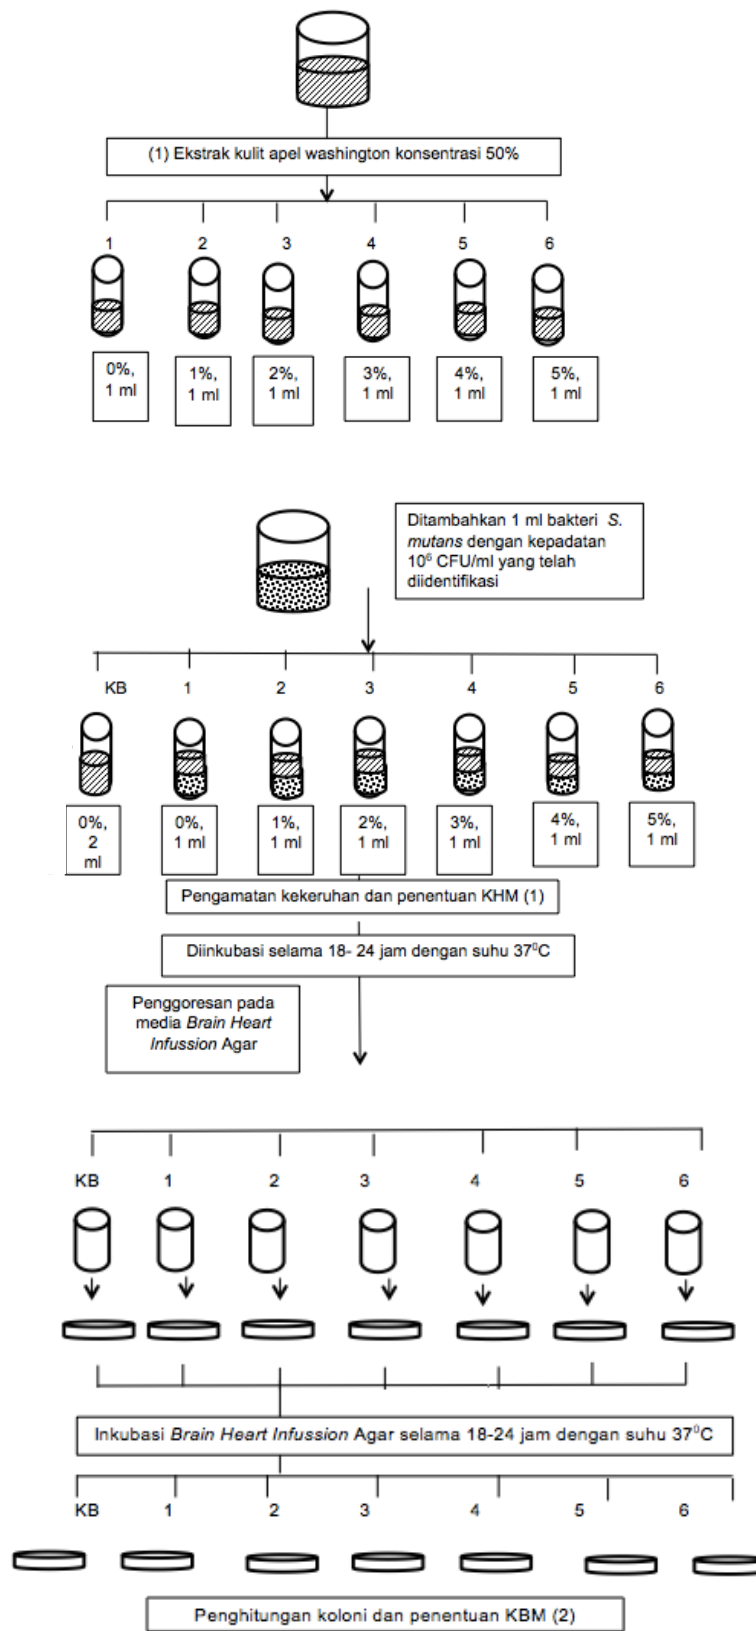 (1) Ekstrak kulit apel washington konsentrasi 50%
1 2 3 4 5 6
0%, 1%, 2%, 3%, 4%, 5%,
1 ml 1 ml 1 ml 1 ml 1 ml 1 ml
Ditambahkan 1 ml bakteri S.
mutans dengan kepadatan
10⁶ CFU/ml yang telah
diidentifikasi
KB 1 2 3 4 5 6
0%, 0%, 1%, 2%, 3%, 4%, 5%,
2 1 ml 1 ml 1 ml 1 ml 1 ml 1 ml
ml
Pengamatan kekeruhan dan penentuan KHM (1)
Diinkubasi selama 18- 24 jam dengan suhu 37⁰C
Penggoresan pada
media Brain Heart
Infussion Agar
KB 1 2 3 4 5 6
Inkubasi Brain Heart Infussion Agar selama 18-24 jam dengan suhu 37⁰C
KB 1 2 3 4 5 6
Penghitungan koloni dan penentuan KBM (2)